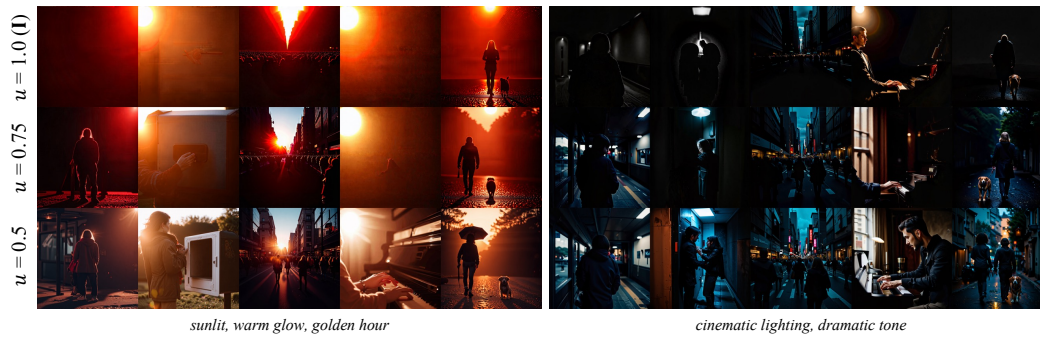 u = 1.0 (I)
u = 0.75
u = 0.5
sunlit, warm glow, golden hour
cinematic lighting, dramatic tone